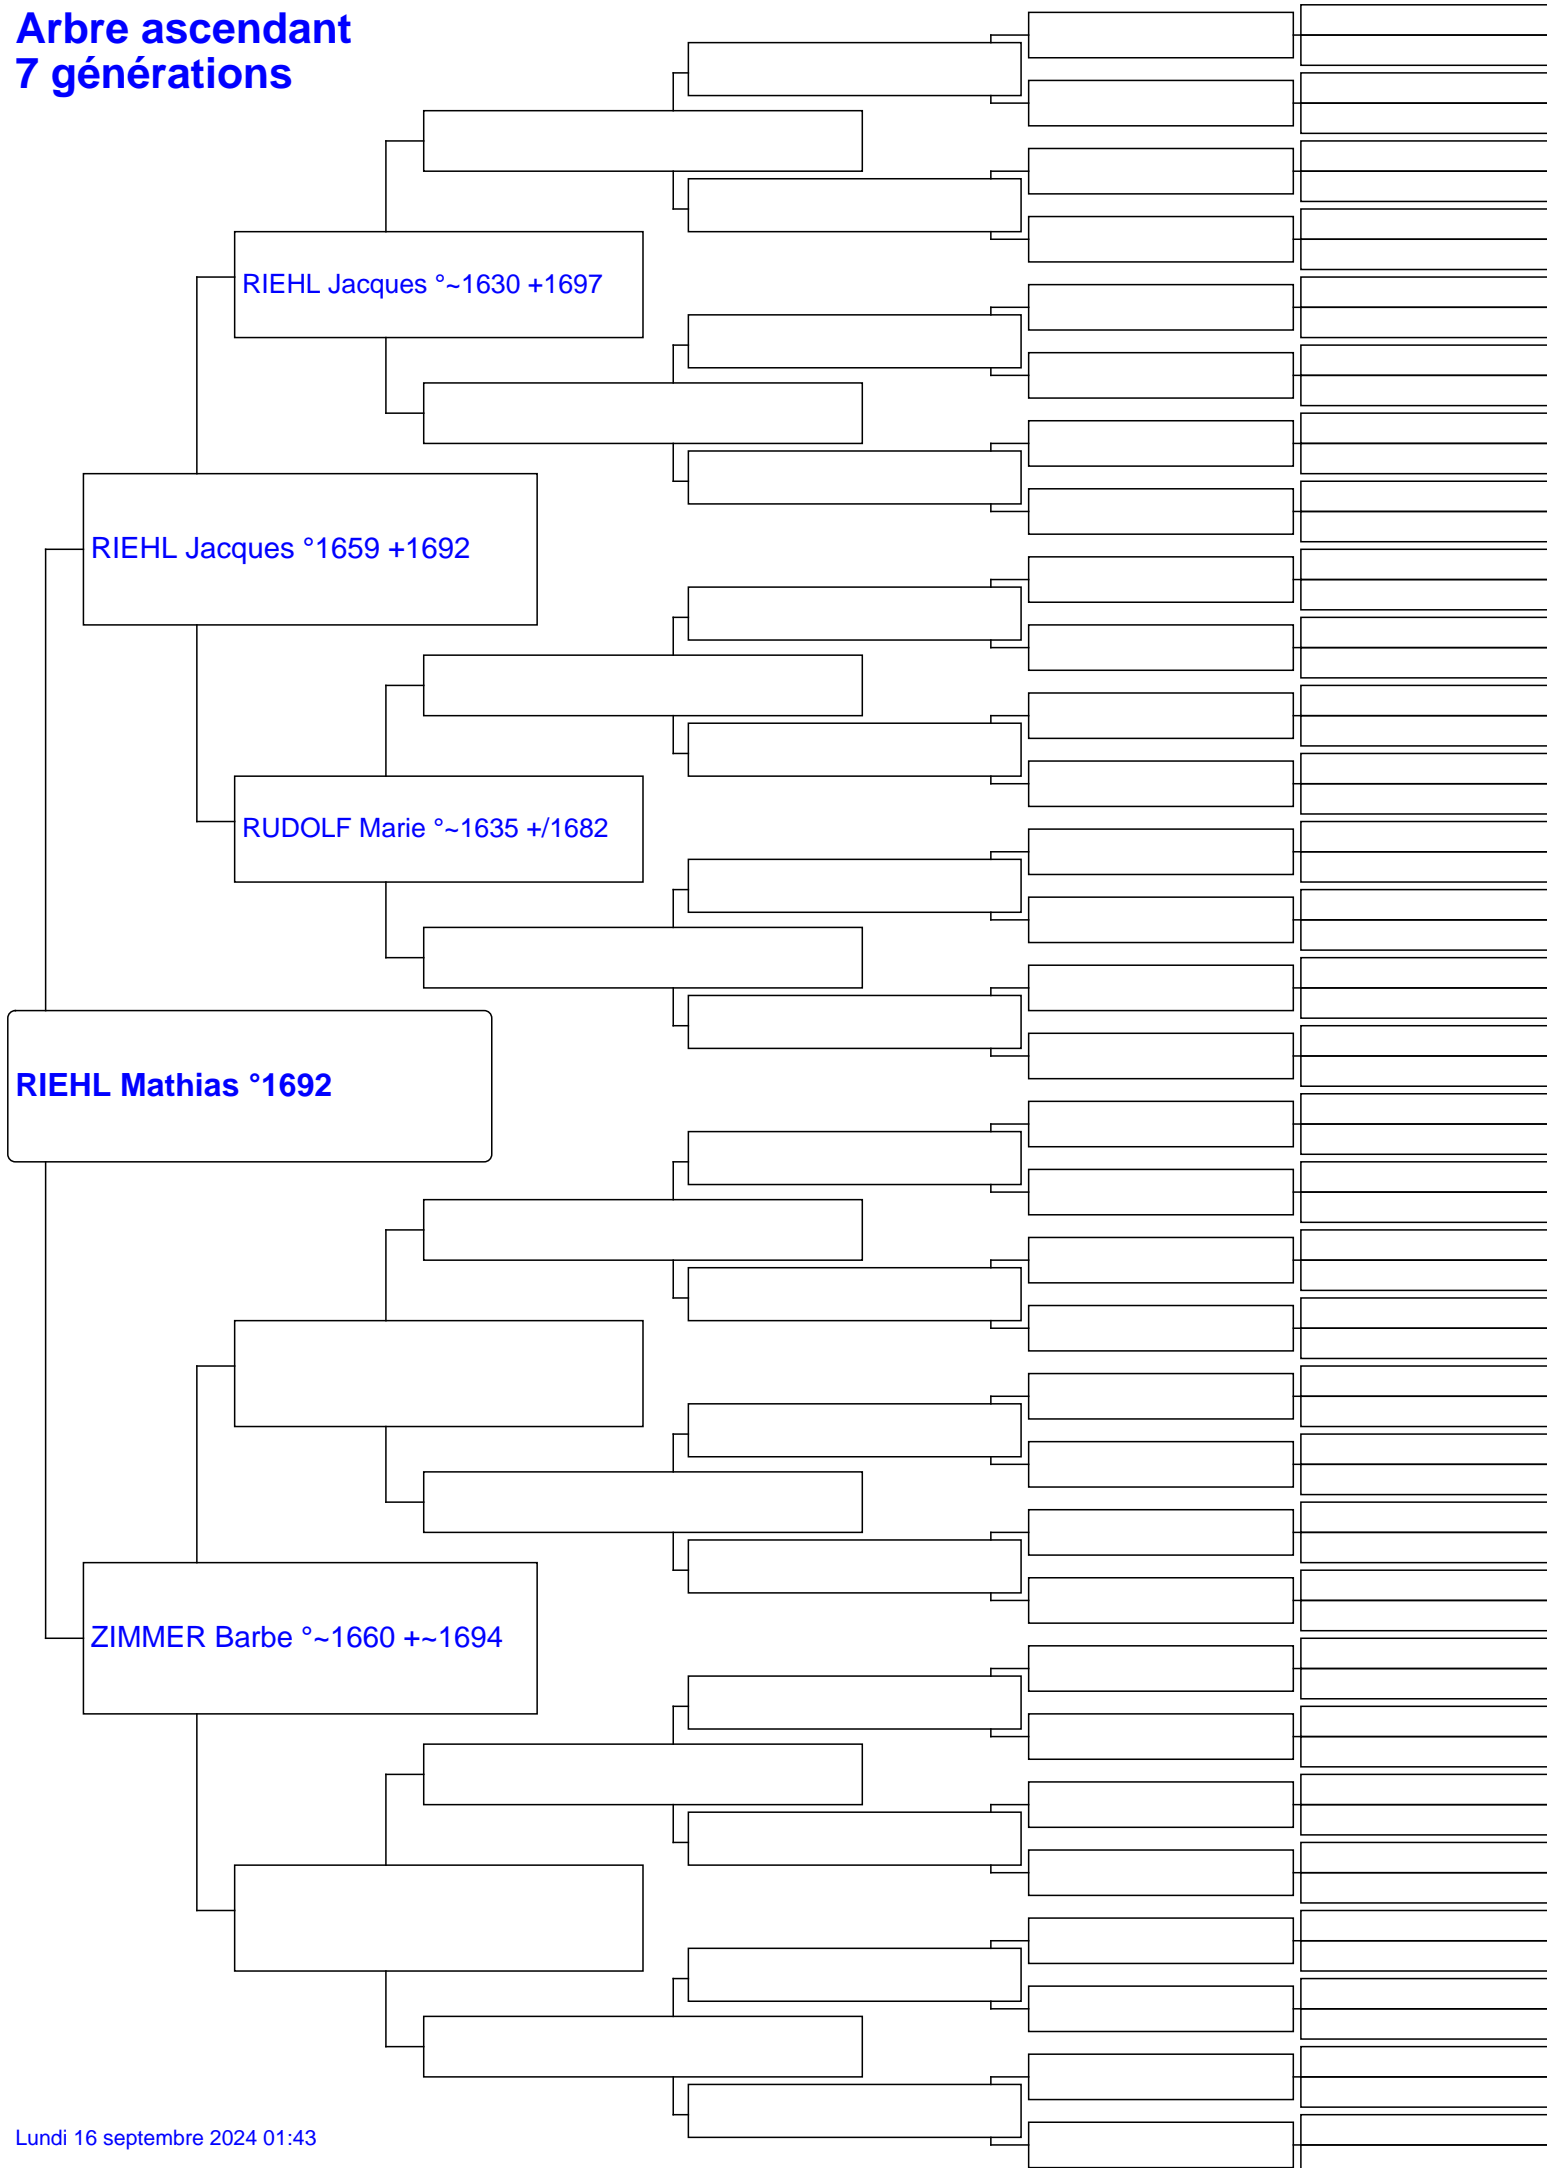 Arbre ascendant
7 générations
RIEHL Jacques °~1630 +1697
RIEHL Jacques °1659 +1692
RUDOLF Marie °~1635 +/1682
RIEHL Mathias °1692
ZIMMER Barbe °~1660 +~1694
Lundi 16 septembre 2024 01:43